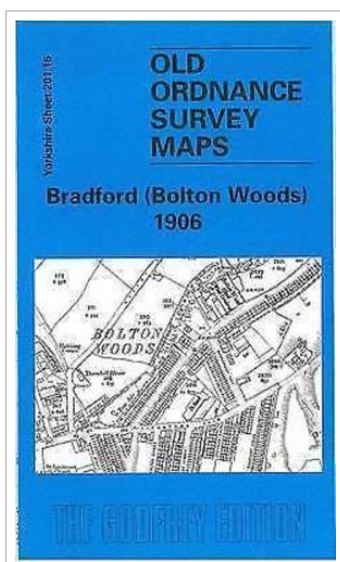 Yorkshire Sheet 201.16
OLD
ORDNANCE
SURVEY
MAPS
Bradford (Bolton Woods)
1906
BOLTON
WOODS
THE GODFREY EDITION